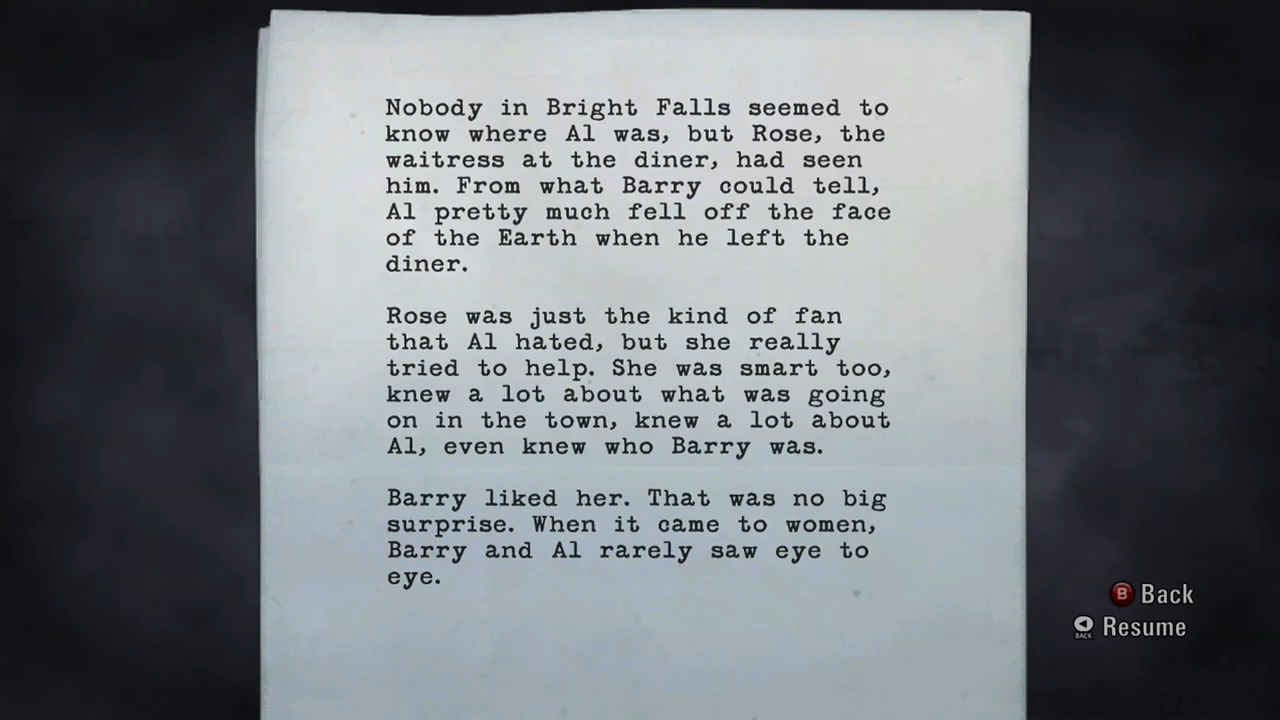 Nobody in Bright Falls seemed to
know where Al was, but Rose, the
waitress at the diner, had seen
him. From what Barry could tell,
Al pretty much fell off the face
of the Earth when he left the
diner.
Rose was just the kind of fan
that Al hated, but she really
tried to help. She was smart too,
knew a lot about what was going
on in the town, knew a lot about
Al, even knew who Barry was.
Barry liked her. That was no big
surprise. When it came to women,
Barry and Al rarely saw eye to
eye.
B Back
BACK Resume